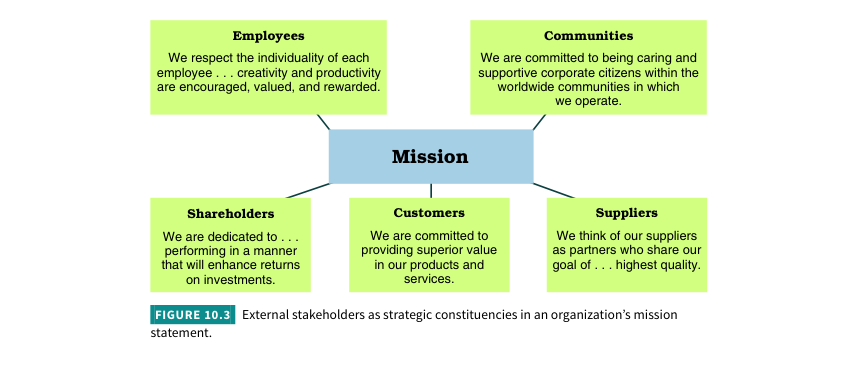 Employees
We respect the individuality of each
employee . . . creativity and productivity
are encouraged, valued, and rewarded.
Communities
We are committed to being caring and
supportive corporate citizens within the
worldwide communities in which
we operate.
Mission
Shareholders
We are dedicated to . . .
performing in a manner
that will enhance returns
on investments.
Customers
We are committed to
providing superior value
in our products and
services.
Suppliers
We think of our suppliers
as partners who share our
goal of . . . highest quality.
FIGURE 10.3 External stakeholders as strategic constituencies in an organization’s mission
statement.